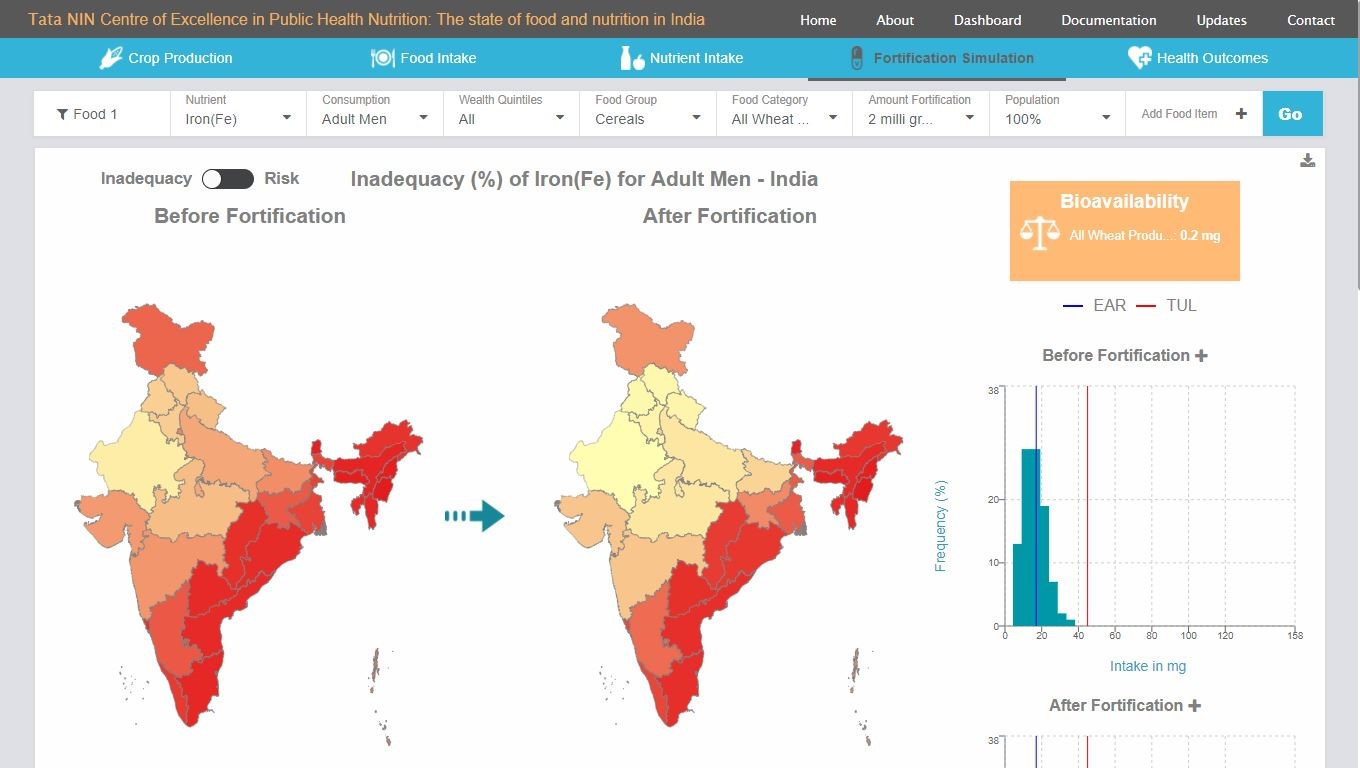 Tata NIN Centre of Excellence in Public Health Nutrition: The state of food and nutrition in India
Home About Dashboard Documentation Updates Contact
Crop Production Food Intake Nutrient Intake Fortification Simulation Health Outcomes
Food 1
Nutrient
Iron(Fe)
Consumption
Adult Men
Wealth Quintiles
All
Food Group
Cereals
Food Category
All Wheat ...
Amount Fortification
2 milli gr...
Population
100%
Add Food Item +
Go
Inadequacy Risk
Inadequacy (%) of Iron(Fe) for Adult Men - India
Before Fortification
After Fortification
Bioavailability
All Wheat Produ...: 0.2 mg
EAR TUL
Before Fortification +
38
20
10
0
0 20 40 60 80 100 120 158
Frequency (%)
Intake in mg
After Fortification +
38